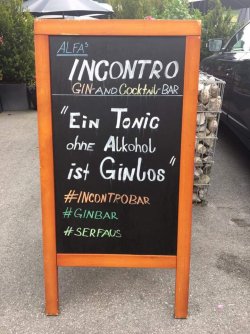 ALFA's
INCONTRO
GIN AND COCKTAIL-BAR
"EIN TONIC
OHNE ALKOHOL
IST GINLOS"
#INCONTROBAR
#GINBAR
#SERFAUS